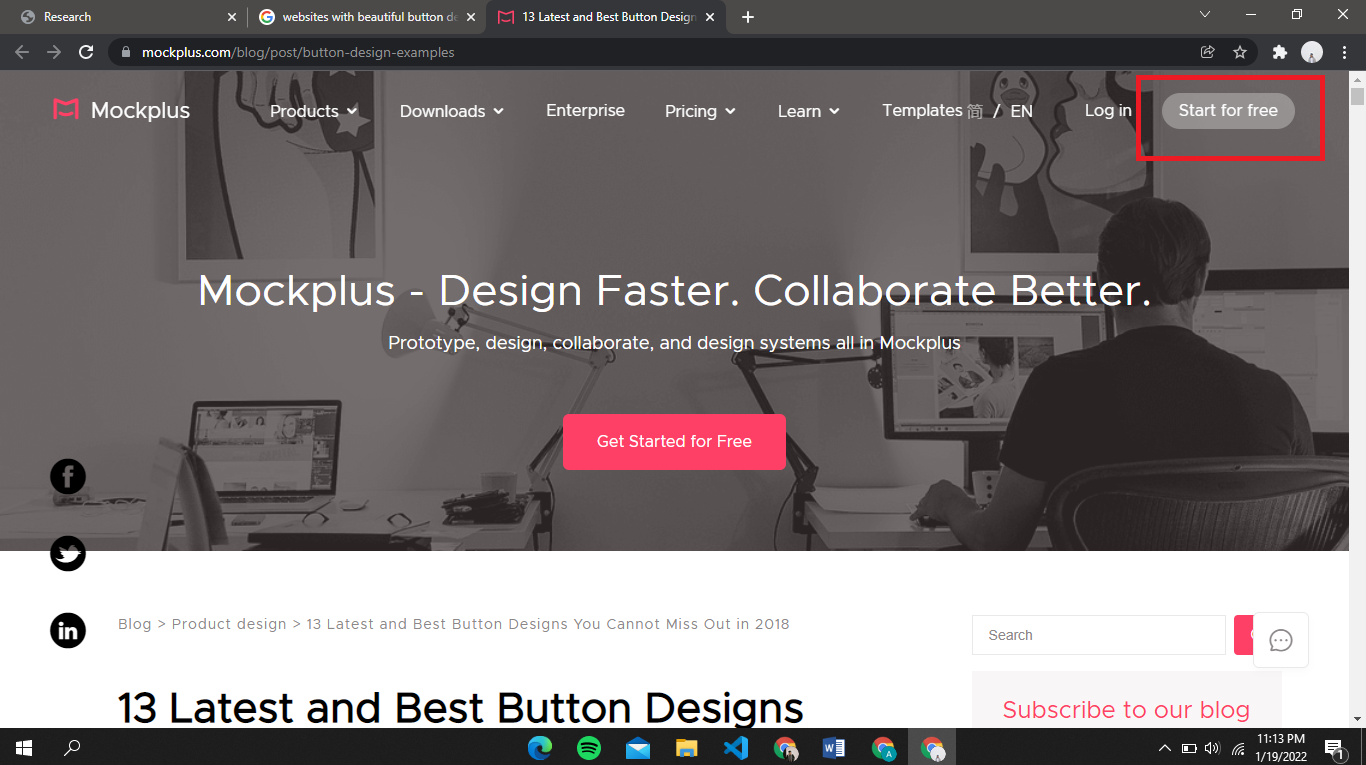 Research
websites with beautiful button de
13 Latest and Best Button Design
mockplus.com/blog/post/button-design-examples
Mockplus
Products
Downloads
Enterprise
Pricing
Learn
Templates
简 / EN
Log in
Start for free
Mockplus - Design Faster. Collaborate Better.
Prototype, design, collaborate, and design systems all in Mockplus
Get Started for Free
Blog > Product design > 13 Latest and Best Button Designs You Cannot Miss Out in 2018
Search
13 Latest and Best Button Designs
Subscribe to our blog
11:13 PM
1/19/2022
1